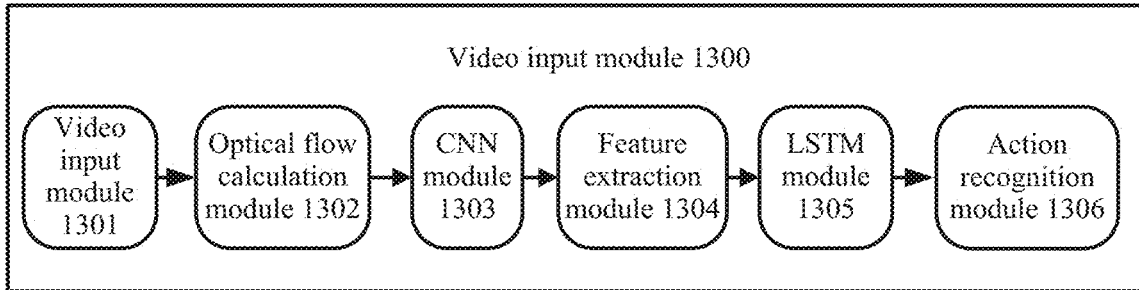 Video input module 1300
Video
input
module
1301
Optical flow
calculation
module 1302
CNN
module
1303
Feature
extraction
module 1304
LSTM
module
1305
Action
recognition
module 1306